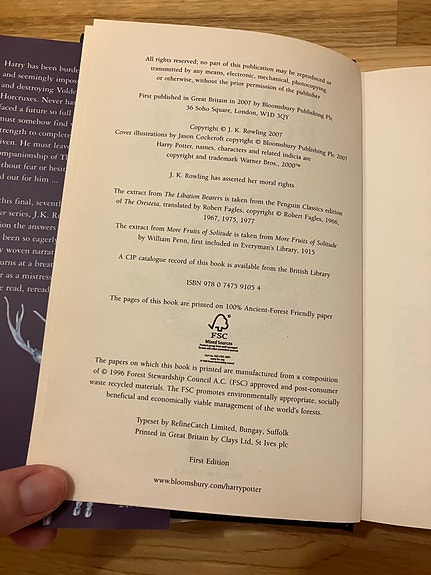 Harry has been burde
and seemingly impos
and destroying Volde
Horcruxes. Never has
faced a future so full
must somehow find
strength to complete
given. He must leave
companionship of Th
without fear or hesit
out for him ...
this final, seventh
er series, J.K. Ro
on the answers
been so eagerly
woven narrat
urns at a breat
er as a mistress
e read, reread
All rights reserved; no part of this publication may be reproduced or
transmitted by any means, electronic, mechanical, photocopying
or otherwise, without the prior permission of the publisher
First published in Great Britain in 2007 by Bloomsbury Publishing Plc
36 Soho Square, London, W1D 3QY
Copyright © J. K. Rowling 2007
Cover illustrations by Jason Cockcroft copyright © Bloomsbury Publishing Plc 2007
Harry Potter, names, characters and related indicia are
copyright and trademark Warner Bros., 2000™
J. K. Rowling has asserted her moral rights
The extract from The Libation Bearers is taken from the Penguin Classics edition
of The Oresteia, translated by Robert Fagles, copyright © Robert Fagles, 1966,
1967, 1975, 1977
The extract from More Fruits of Solitude is taken from More Fruits of Solitude
by William Penn, first included in Everyman's Library, 1915
A CIP catalogue record of this book is available from the British Library
ISBN 978 0 7475 9105 4
The pages of this book are printed on 100% Ancient-Forest Friendly paper
FSC
Mixed Sources
The papers on which this book is printed are manufactured from a composition
of © 1996 Forest Stewardship Council A.C. (FSC) approved and post-consumer
waste recycled materials. The FSC promotes environmentally appropriate, socially
beneficial and economically viable management of the world's forests.
Typeset by RefineCatch Limited, Bungay, Suffolk
Printed in Great Britain by Clays Ltd, St Ives plc
First Edition
www.bloomsbury.com/harrypotter